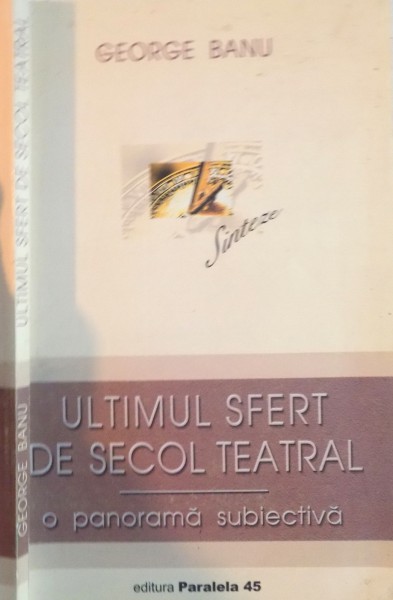 GEORGE BANU
Sinteze
ULTIMUL SFERT
DE SECOL TEATRAL
o panoramă subiectivă
editura Paralela 45
GEORGE BANU ULTIMUL SFERT DE SECOL TEATRAL